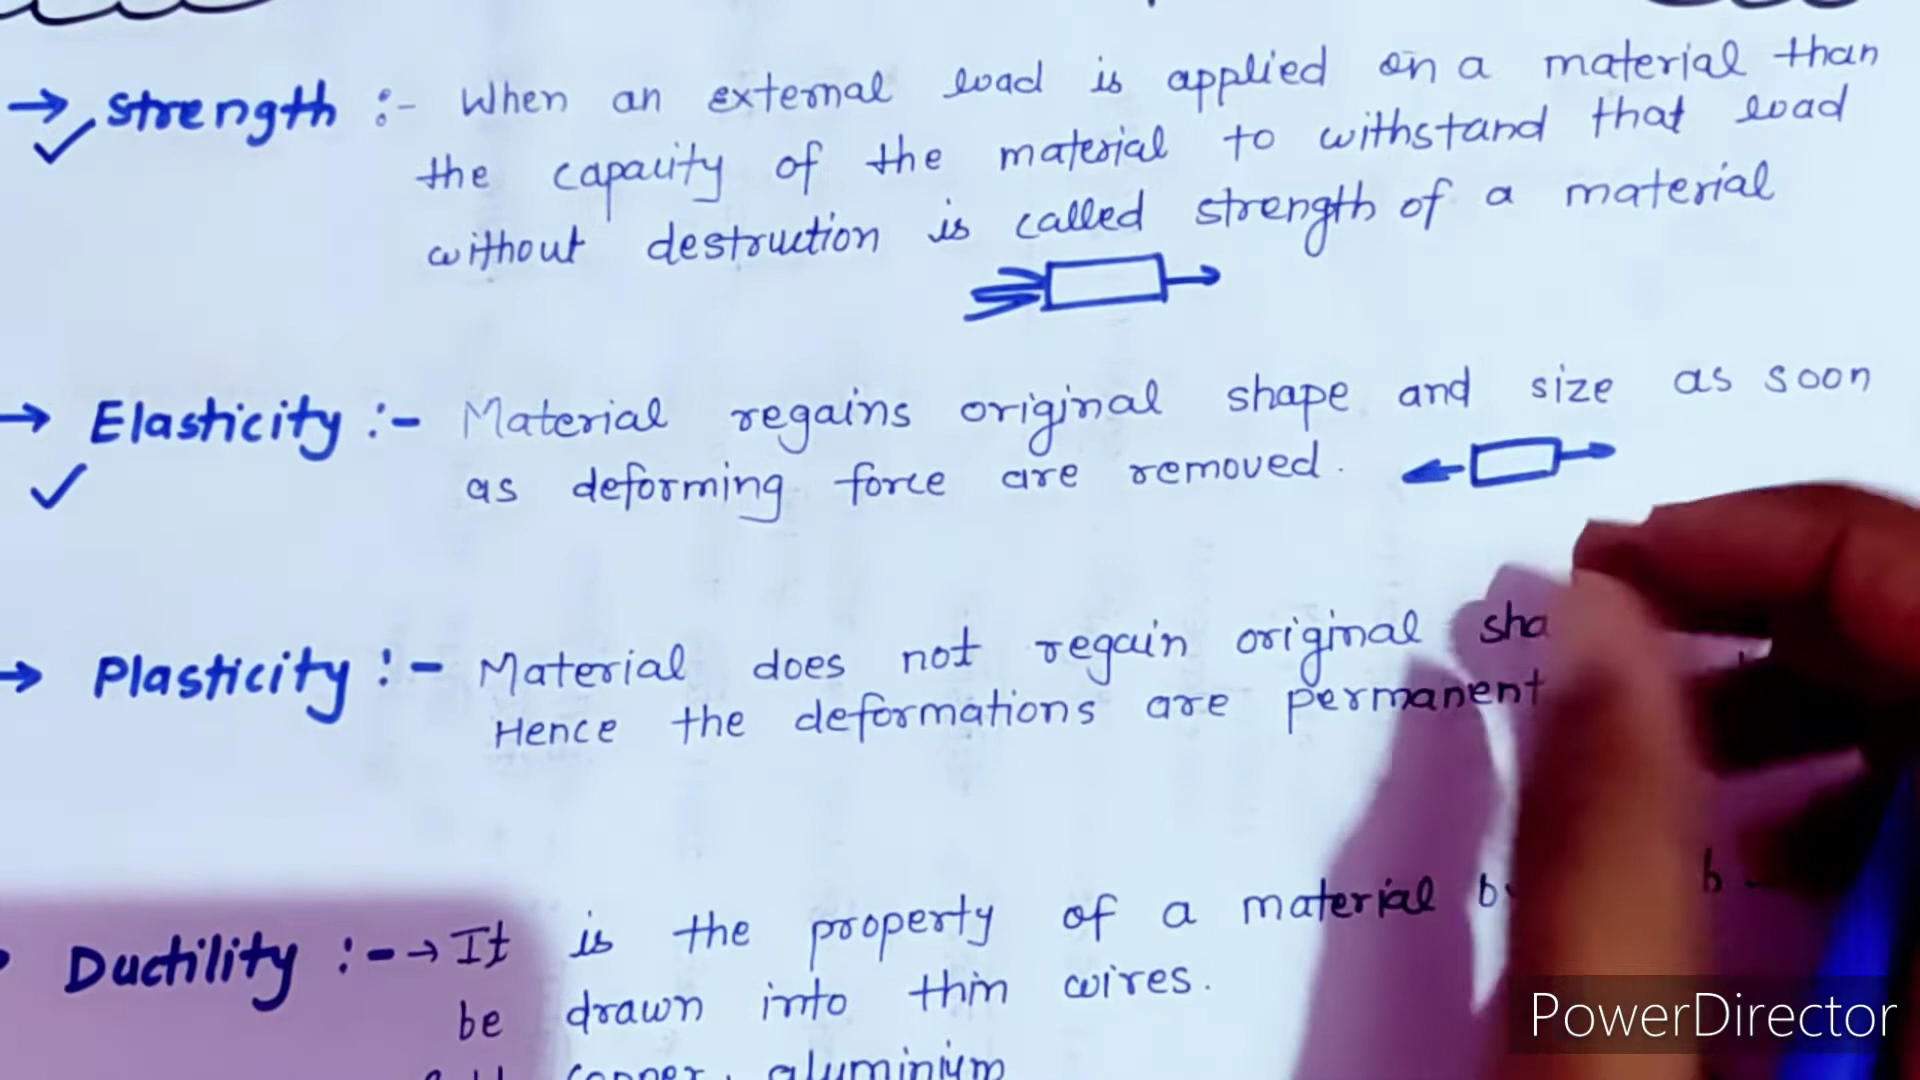 → Strength :- When an external load is applied on a material than
the capacity of the material to withstand that load
without destruction is called strength of a material
→ Elasticity :- Material regains original shape and size as soon
as deforming force are removed.
→ Plasticity :- Material does not regain original sha
Hence the deformations are permanent
Ductility :- → It is the property of a material
be drawn into thin wires.
copper, aluminium
PowerDirector